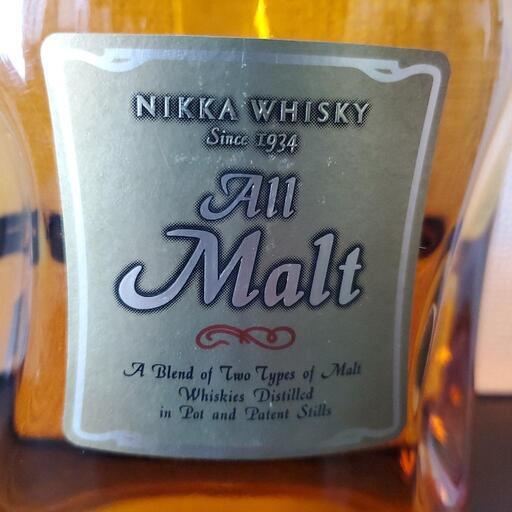 NIKKA WHISKY
Since 1934
All
Malt
A Blend of Two Types of Malt
Whiskies Distilled
in Pot and Patent Stills